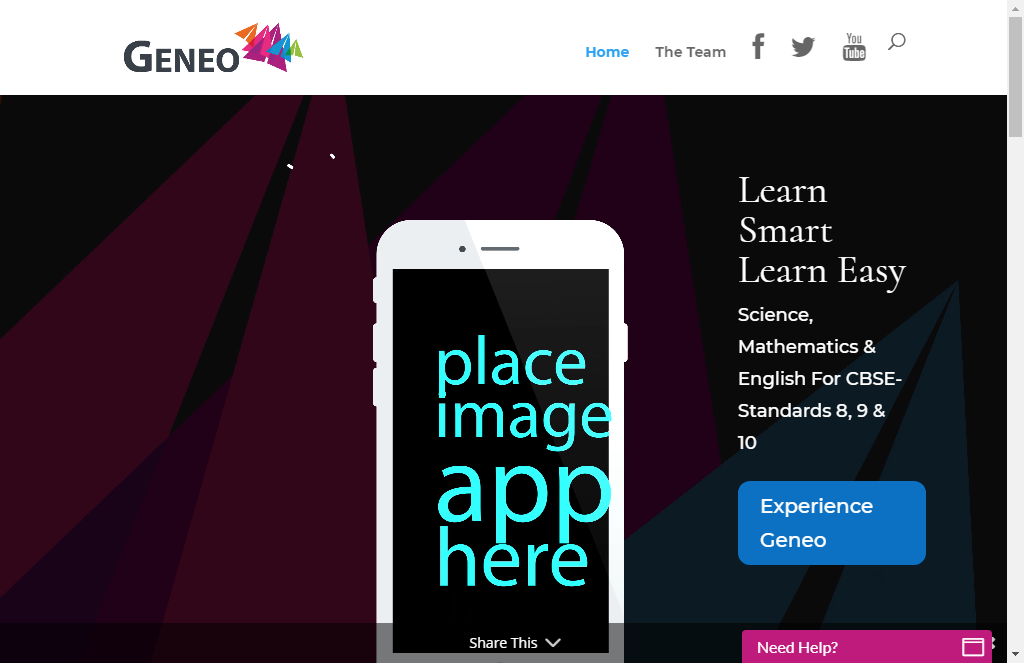 GENEO
Home
The Team
You
Tube
Learn
Smart
Learn Easy
Science,
Mathematics &
English For CBSE-
Standards 8, 9 &
10
Experience
Geneo
place
image
app
here
Share This
Need Help?